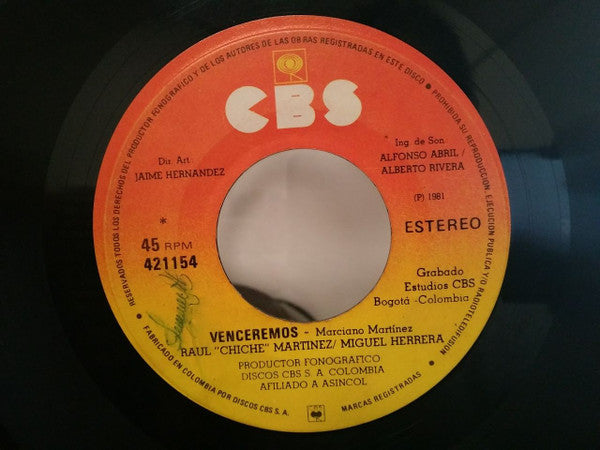 RESERVADOS TODOS LOS DERECHOS DEL PRODUCTOR FONOGRAFICO Y DE LOS AUTORES DE LAS OBRAS REGISTRADAS EN ESTE DISCO • PROHIBIDA SU REPRODUCCION, EJECUCION PUBLICA Y/O RADIOTELEDIFUSION
CBS
Dir. Art.
JAIME HERNANDEZ
* Ing. de Son.
ALFONSO ABRIL /
ALBERTO RIVERA
(P) 1981
*
ESTEREO
45 RPM
421154
Grabado
Estudios CBS
Bogotá -Colombia
VENCEREMOS - Marciano Martínez
RAUL "CHICHE" MARTINEZ/ MIGUEL HERRERA
PRODUCTOR FONOGRAFICO
DISCOS CBS S. A. COLOMBIA
AFILIADO A ASINCOL
• FABRICADO EN COLOMBIA POR DISCOS CBS S. A.
MARCAS REGISTRADAS •